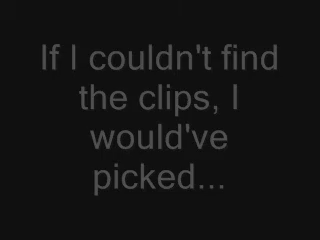 If I couldn't find
the clips, I
would've
picked...